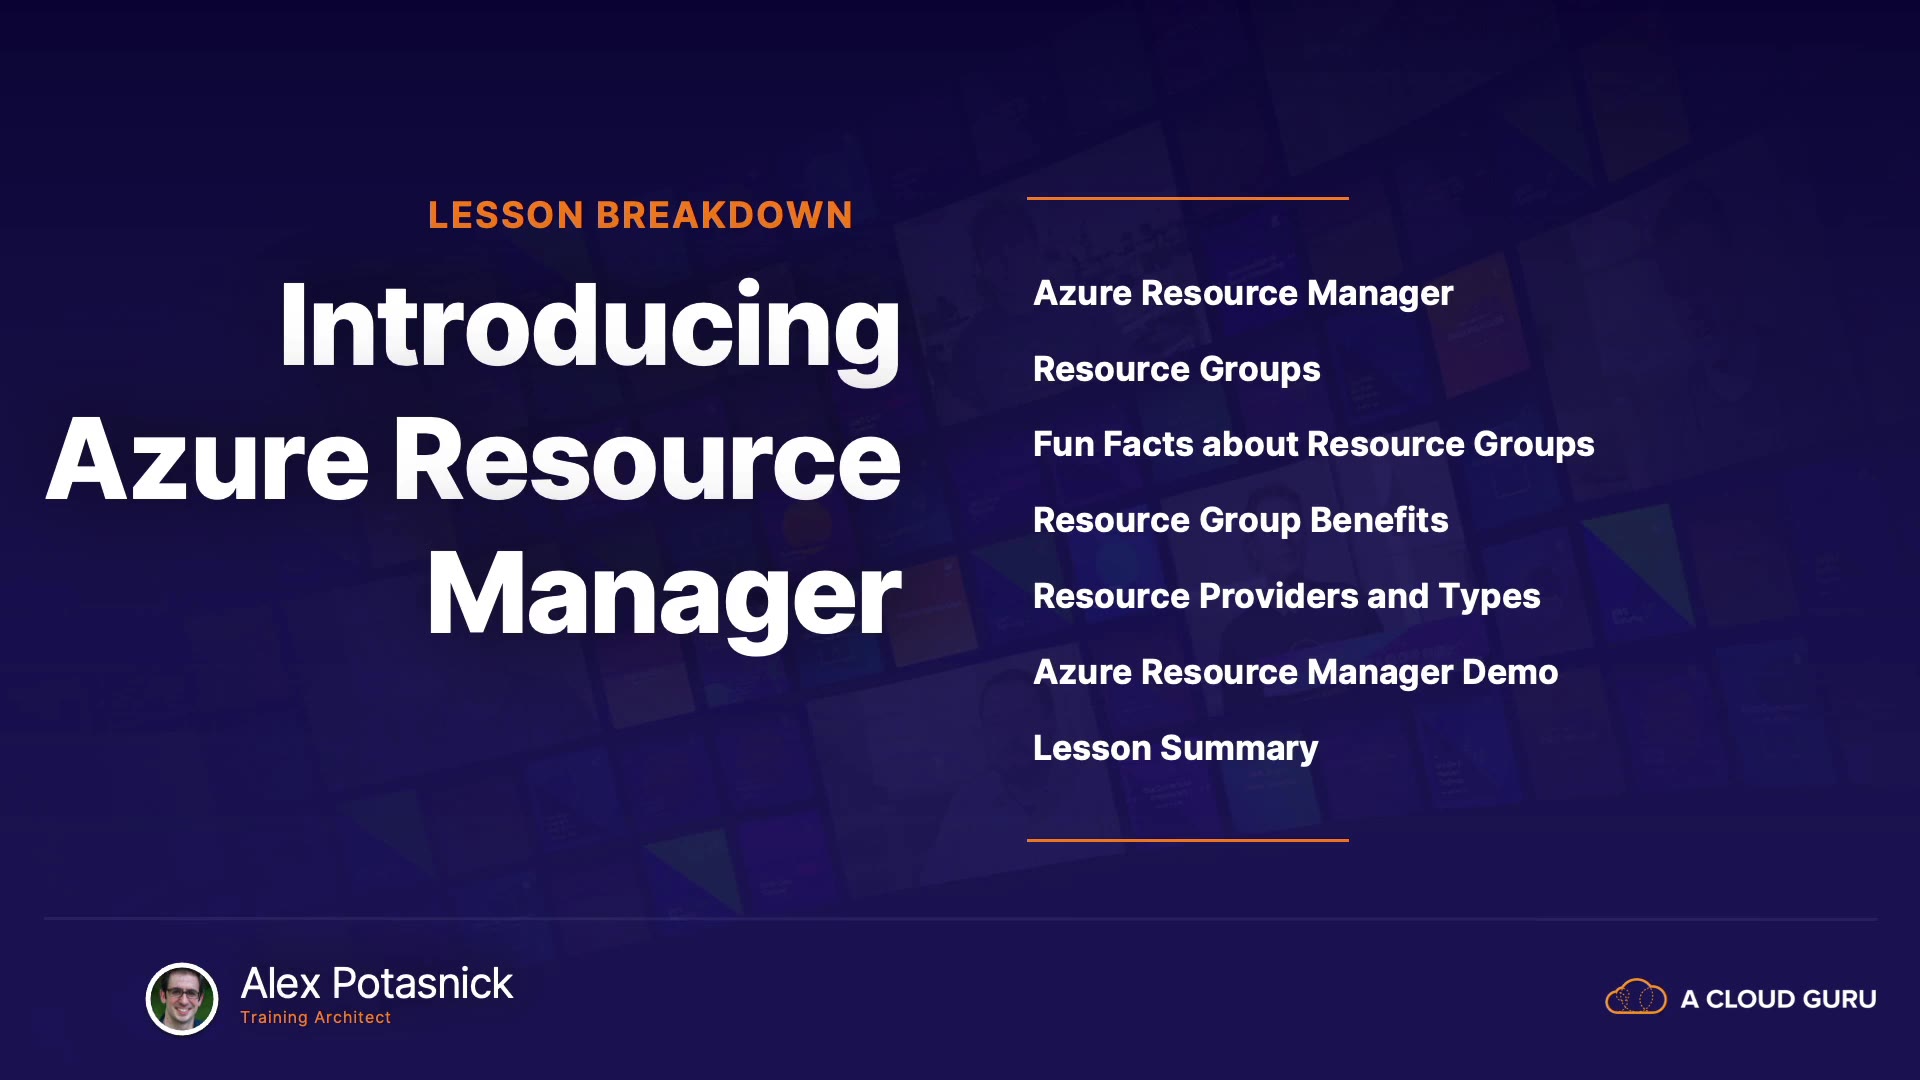 LESSON BREAKDOWN
Introducing
Azure Resource
Manager
Azure Resource Manager
Resource Groups
Fun Facts about Resource Groups
Resource Group Benefits
Resource Providers and Types
Azure Resource Manager Demo
Lesson Summary
Alex Potasnick
Training Architect
A CLOUD GURU